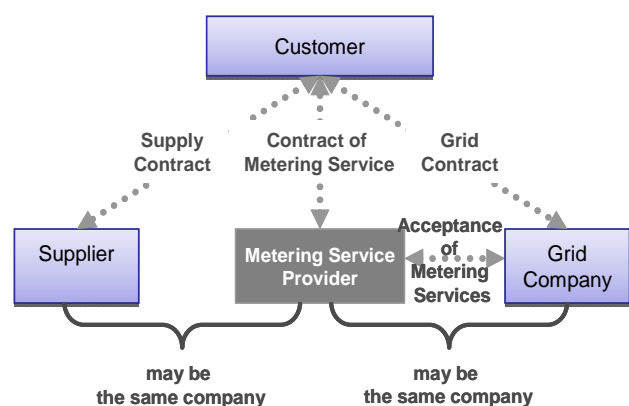 Customer
Supply
Contract
Contract of
Metering Service
Grid
Contract
Supplier
Metering Service
Provider
Acceptance
of
Metering
Services
Grid
Company
may be
the same company
may be
the same company